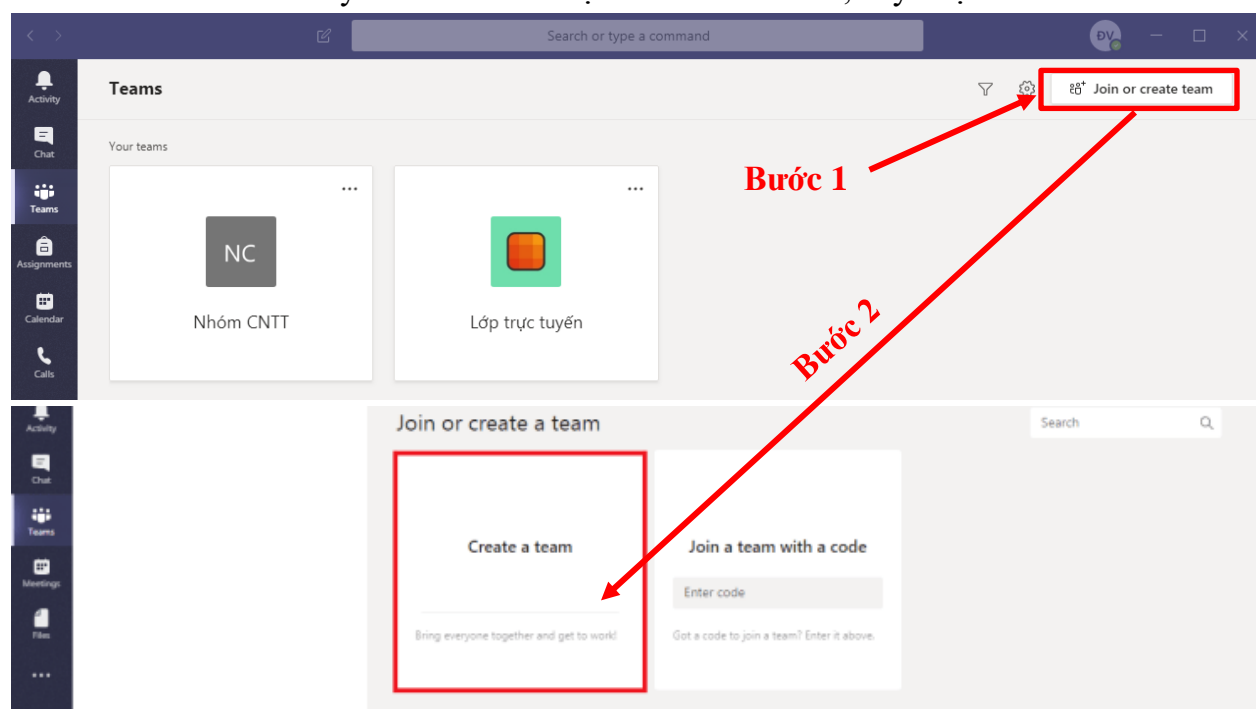 Search or type a command
ĐV
Activity
Teams
Join or create team
Chat
Your teams
Bước 1
Teams
NC
Assignments
Calendar
Nhóm CNTT
Lớp trực tuyến
Bước 2
Calls
Activity
Join or create a team
Search
Chat
Create a team
Join a team with a code
Teams
Meetings
Enter code
Files
Bring everyone together and get to work!
Got a code to join a team? Enter it above.